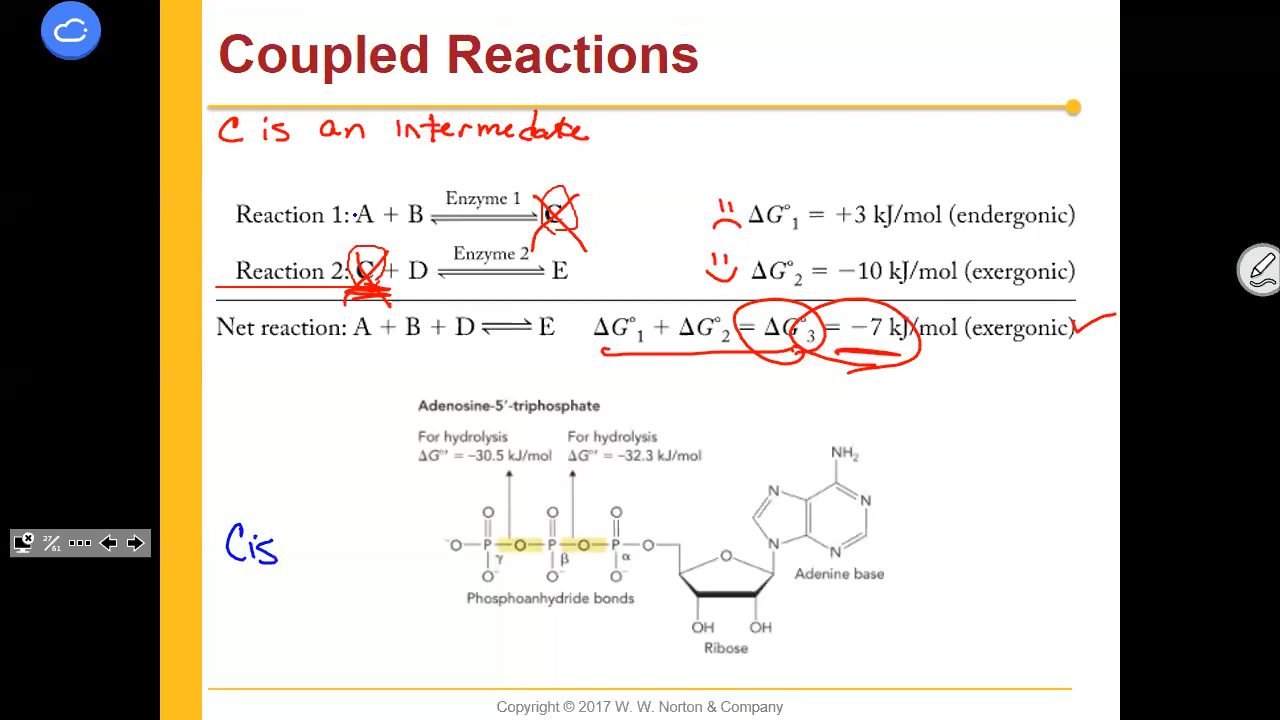 Coupled Reactions
C is an intermedate
Reaction 1: A + B ⇌ C
Enzyme 1
ΔG°1 = +3 kJ/mol (endergonic)
Reaction 2: C + D ⇌ E
Enzyme 2
ΔG°2 = −10 kJ/mol (exergonic)
Net reaction: A + B + D ⇌ E
ΔG°1 + ΔG°2 = ΔG°3 = −7 kJ/mol (exergonic)
Adenosine-5′-triphosphate
For hydrolysis
ΔG°′ = −30.5 kJ/mol
For hydrolysis
ΔG°′ = −32.3 kJ/mol
NH2
N
N
N
N
O
O
O
⁻O P O P O P O
γ β α
O⁻ O⁻ O⁻
O
Phosphoanhydride bonds
Adenine base
OH OH
Ribose
Cis
27/61
Copyright © 2017 W. W. Norton & Company